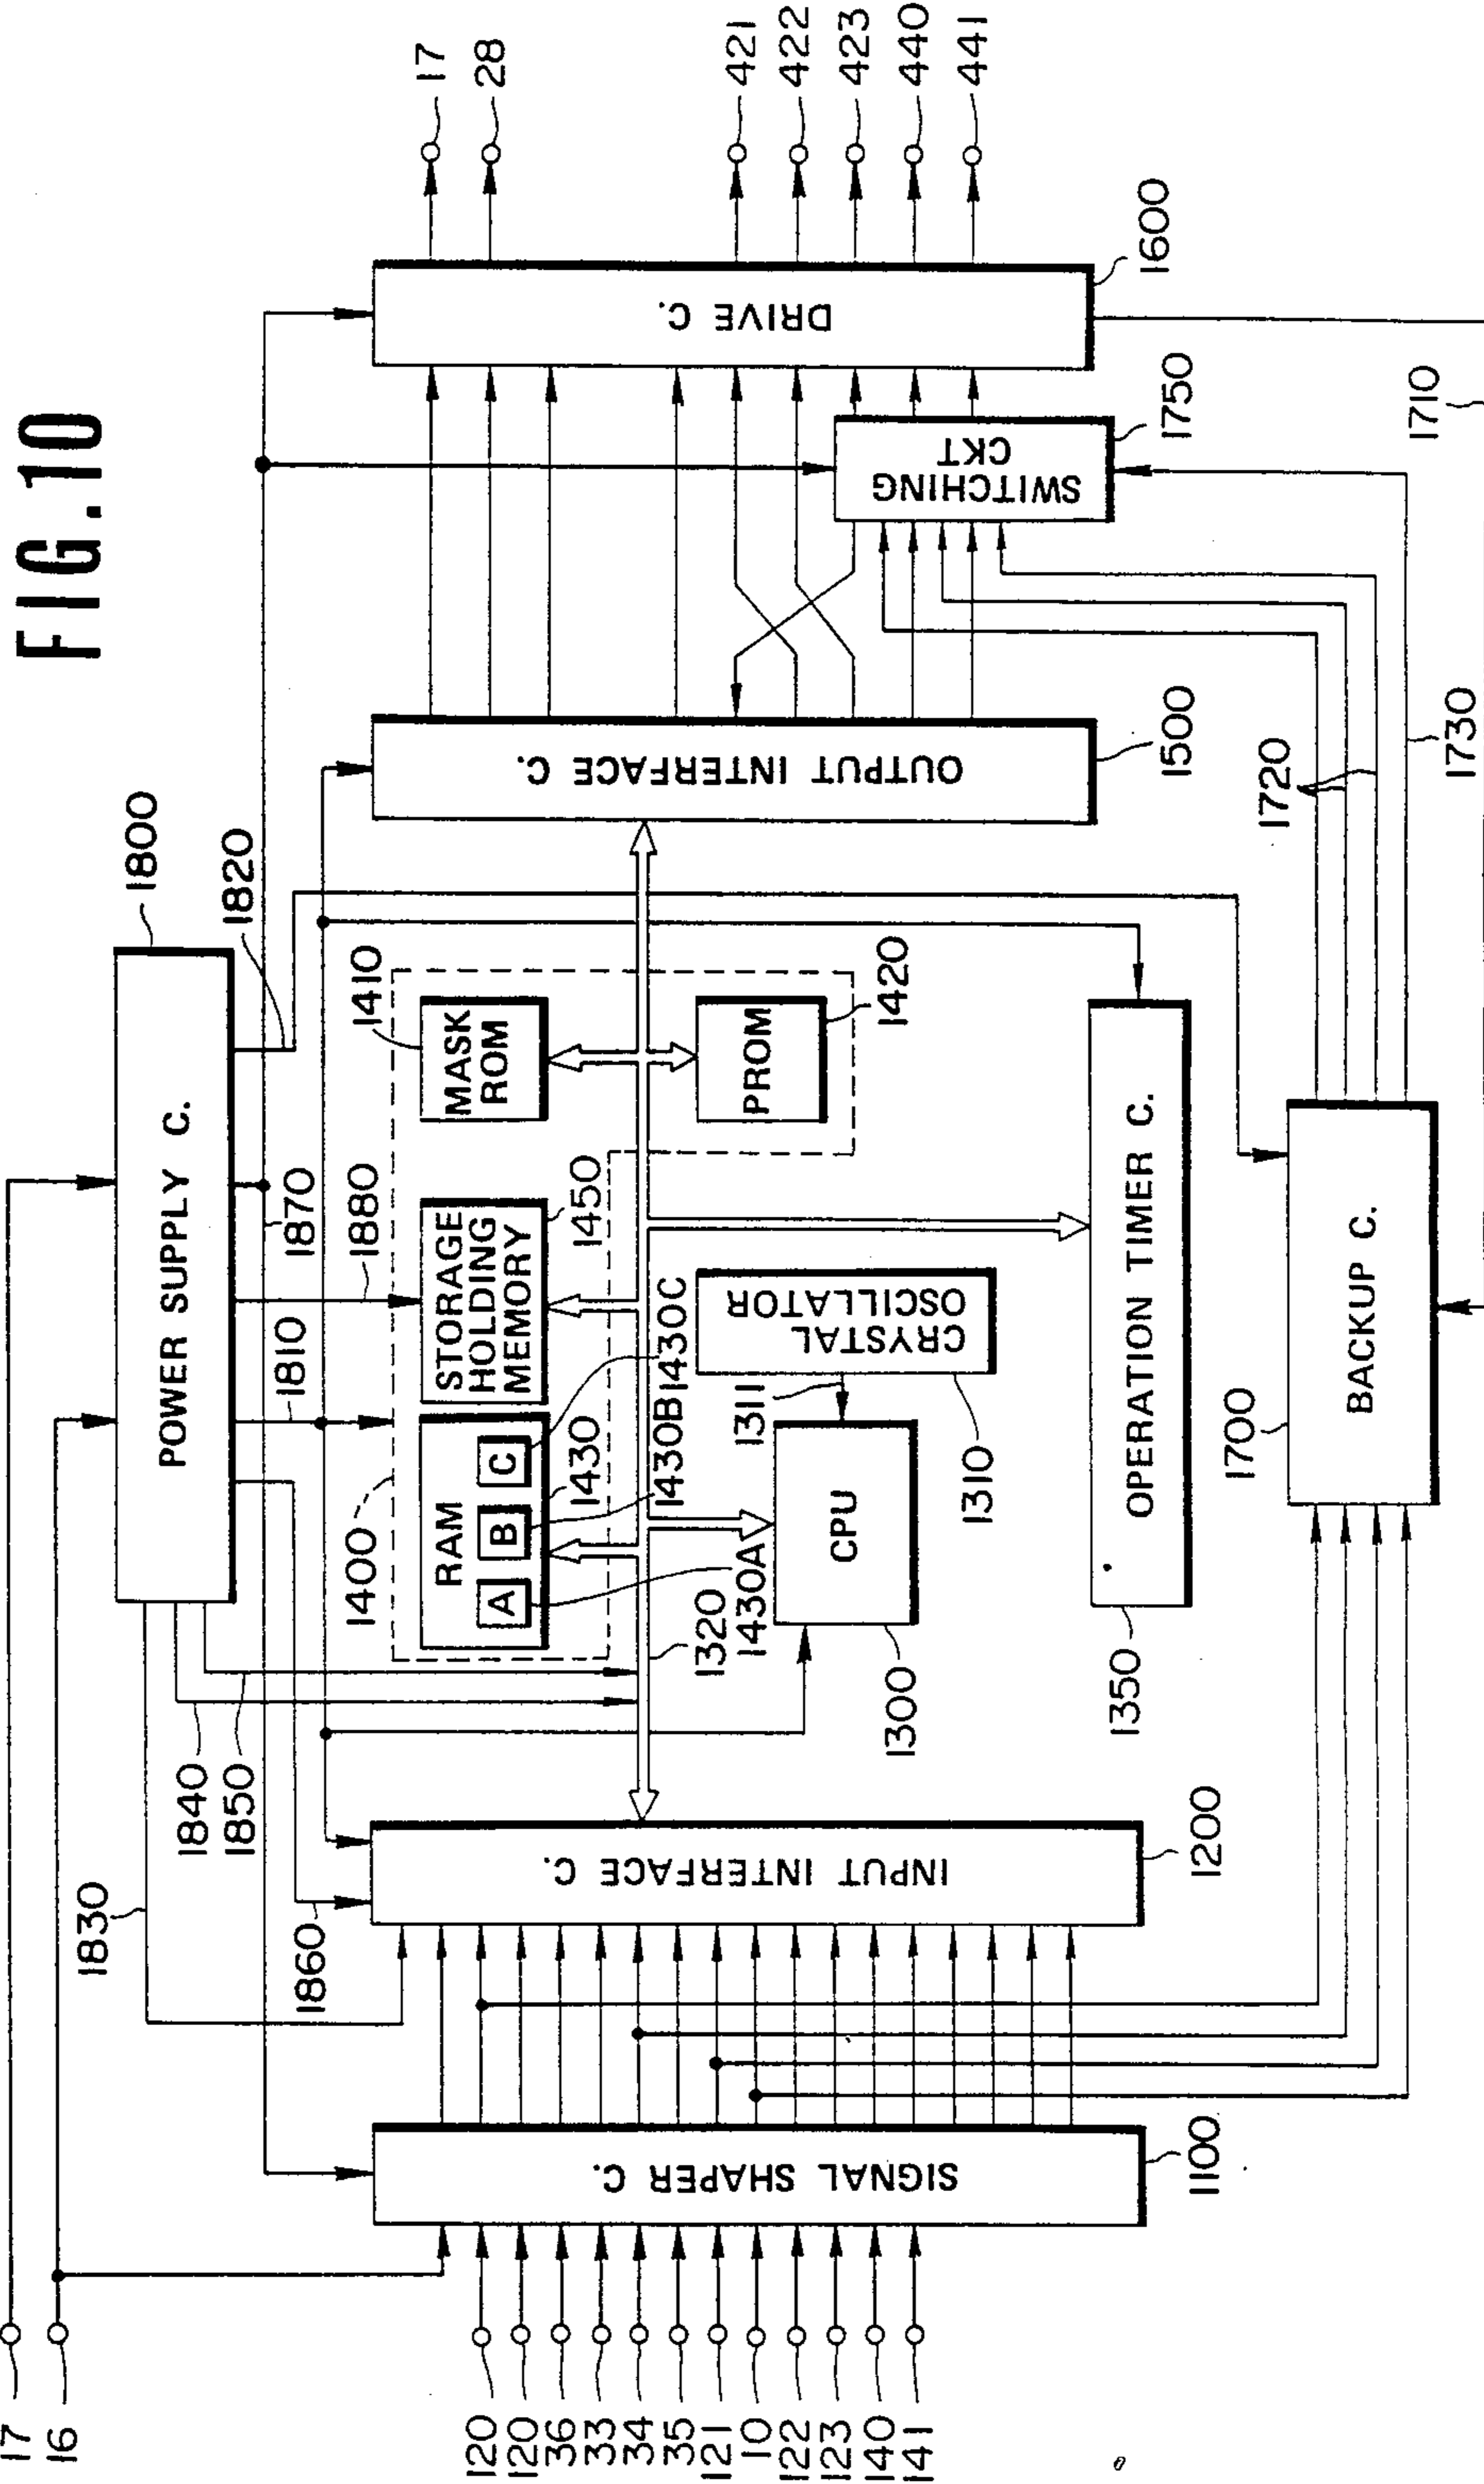 FIG.10
17
16
1800
POWER SUPPLY C.
1820
1830
1840
1850
1860
1810
1880
1870
1400
RAM
A
B
C
1430
1430A
1430B
1430C
STORAGE
HOLDING
MEMORY
1450
MASK
ROM
1410
PROM
1420
1320
CPU
1300
1311
CRYSTAL
OSCILLATOR
1310
OPERATION TIMER C.
1350
120
120
36
33
34
35
121
10
122
123
140
141
SIGNAL SHAPER C.
1100
INPUT INTERFACE C.
1200
OUTPUT INTERFACE C.
1500
SWITCHING
CKT
1750
DRIVE C.
1600
17
28
421
422
423
440
441
BACKUP C.
1700
1720
1730
1710